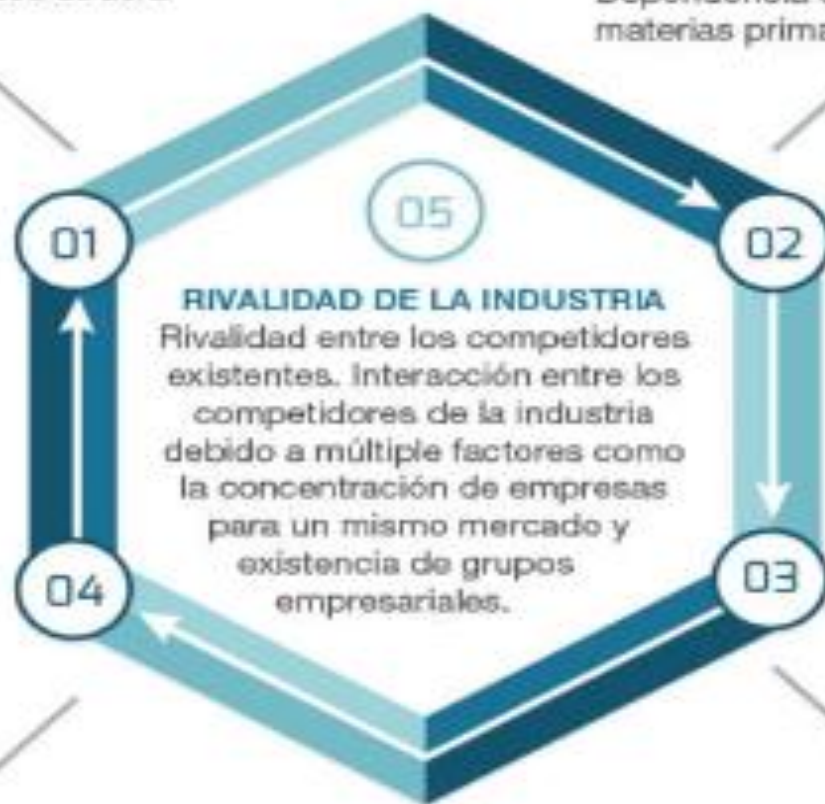 materias prima
05
01
02
RIVALIDAD DE LA INDUSTRIA
Rivalidad entre los competidores
existentes. Interacción entre los
competidores de la industria
debido a múltiple factores como
la concentración de empresas
para un mismo mercado y
existencia de grupos
empresariales.
04
03